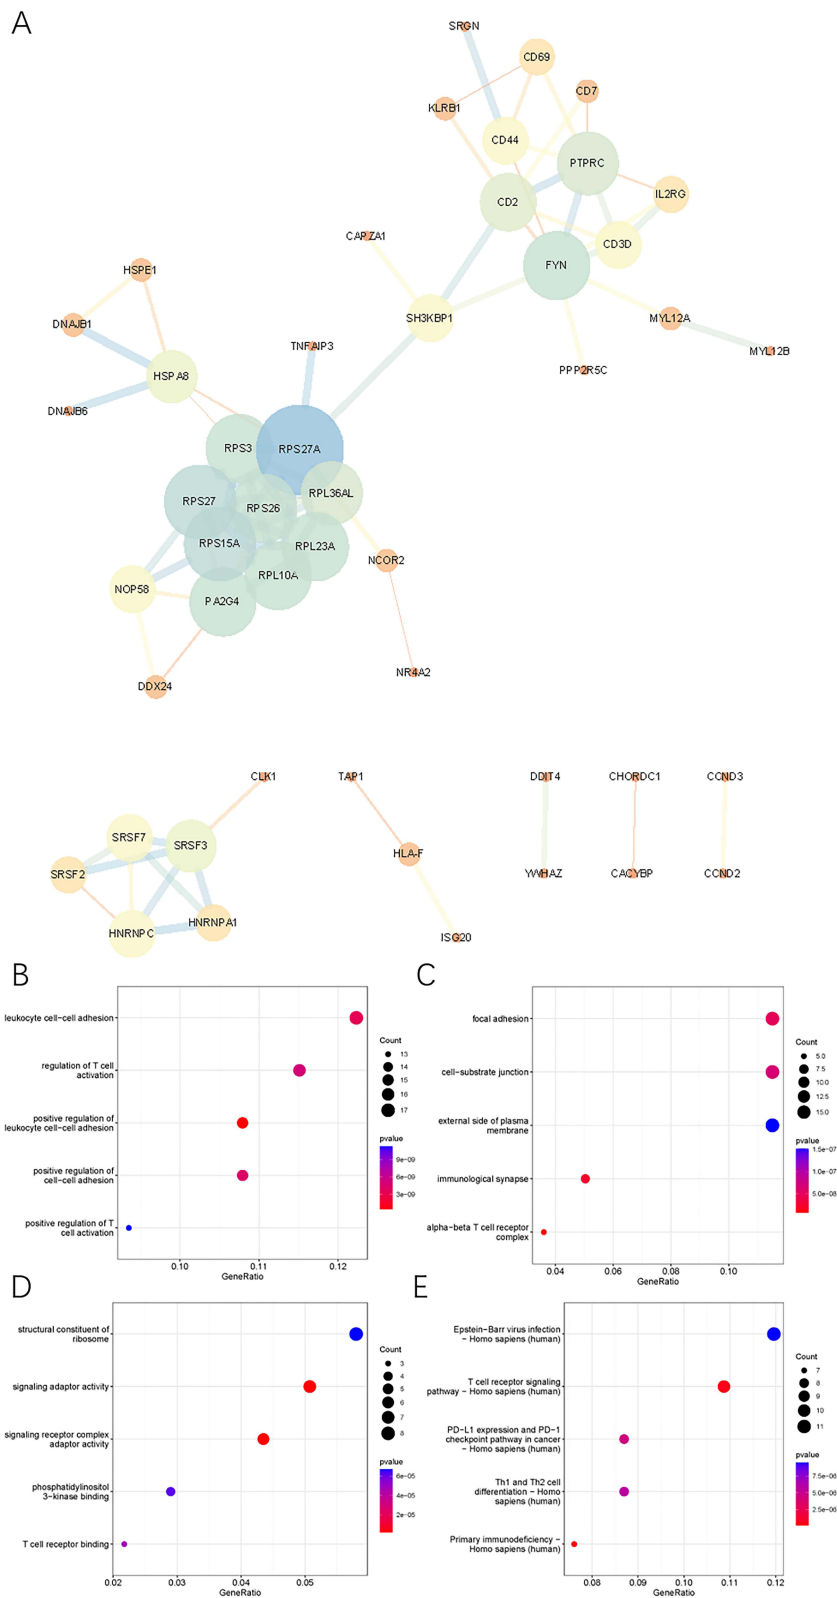 A
SRGN
CD69
CD7
KLRB1
CD44
PTPRC
IL2RG
CD2
CD3D
CAPZA1
FYN
HSPE1
DNAJB1
SH3KBP1
MYL12A
TNFAIP3
MYL12B
HSPA8
PPP2R5C
DNAJB6
RPS3
RPS27A
RPS27
RPS26
RPL36AL
RPS15A
RPL23A
NCOR2
RPL10A
NOP58
PA2G4
NR4A2
DDX24
CLK1
TAP1
DDIT4
CHORDC1
CCND3
SRSF7
SRSF3
HLA-F
SRSF2
YWHAZ
CACYBP
CCND2
HNRNPA1
HNRNPC
ISG20
B
leukocyte cell-cell adhesion
regulation of T cell
activation
positive regulation of
leukocyte cell-cell adhesion
positive regulation of
cell-cell adhesion
positive regulation of T
cell activation
0.10
0.11
0.12
GeneRatio
Count
13
14
15
16
17
pvalue
9e-09
6e-09
3e-09
C
focal adhesion
cell-substrate junction
external side of plasma
membrane
immunological synapse
alpha-beta T cell receptor
complex
0.04
0.06
0.08
0.10
GeneRatio
Count
5.0
7.5
10.0
12.5
15.0
pvalue
1.5e-07
1.0e-07
5.0e-08
D
structural constituent of
ribosome
signaling adaptor activity
signaling receptor complex
adaptor activity
phosphatidylinositol
3-kinase binding
T cell receptor binding
0.02
0.03
0.04
0.05
GeneRatio
Count
3
4
5
6
7
8
pvalue
6e-05
4e-05
2e-05
E
Epstein-Barr virus infection
- Homo sapiens (human)
T cell receptor signaling
pathway - Homo sapiens (human)
PD-L1 expression and PD-1
checkpoint pathway in cancer
- Homo sapiens (human)
Th1 and Th2 cell
differentiation - Homo
sapiens (human)
Primary immunodeficiency -
Homo sapiens (human)
0.08
0.09
0.10
0.11
0.12
GeneRatio
Count
7
8
9
10
11
pvalue
7.5e-06
5.0e-06
2.5e-06